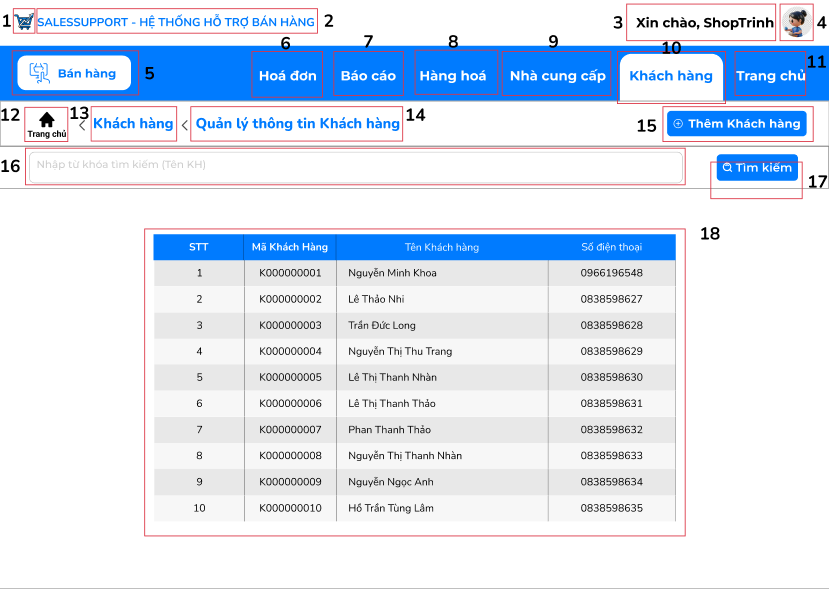 1 SALESSUPPORT - HỆ THỐNG HỖ TRỢ BÁN HÀNG 2 3 Xin chào, ShopTrinh 4
Bán hàng 5 6 Hoá đơn 7 Báo cáo 8 Hàng hoá 9 Nhà cung cấp 10 Khách hàng 11 Trang chủ
12 Trang chủ 13 < Khách hàng < Quản lý thông tin Khách hàng 14 15 Thêm Khách hàng
16 Nhập từ khóa tìm kiếm (Tên KH) Tìm kiếm 17
18
STT Mã Khách Hàng Tên Khách hàng Số điện thoại
1 K000000001 Nguyễn Minh Khoa 0966196548
2 K000000002 Lê Thảo Nhi 0838598627
3 K000000003 Trần Đức Long 0838598628
4 K000000004 Nguyễn Thị Thu Trang 0838598629
5 K000000005 Lê Thị Thanh Nhàn 0838598630
6 K000000006 Lê Thị Thanh Thảo 0838598631
7 K000000007 Phan Thanh Thảo 0838598632
8 K000000008 Nguyễn Thị Thanh Nhàn 0838598633
9 K000000009 Nguyễn Ngọc Anh 0838598634
10 K000000010 Hồ Trần Tùng Lâm 0838598635